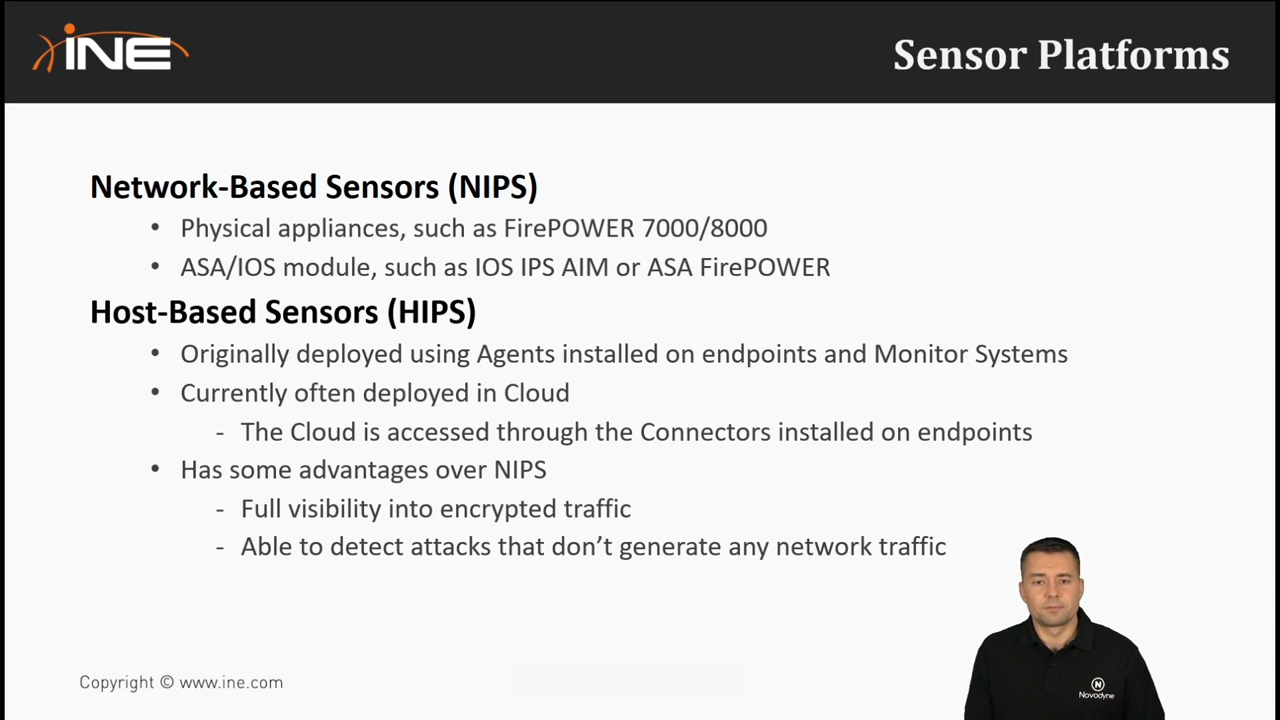 INE
Sensor Platforms
Network-Based Sensors (NIPS)
• Physical appliances, such as FirePOWER 7000/8000
• ASA/IOS module, such as IOS IPS AIM or ASA FirePOWER
Host-Based Sensors (HIPS)
• Originally deployed using Agents installed on endpoints and Monitor Systems
• Currently often deployed in Cloud
- The Cloud is accessed through the Connectors installed on endpoints
• Has some advantages over NIPS
- Full visibility into encrypted traffic
- Able to detect attacks that don’t generate any network traffic
N
Novodyne
Copyright © www.ine.com